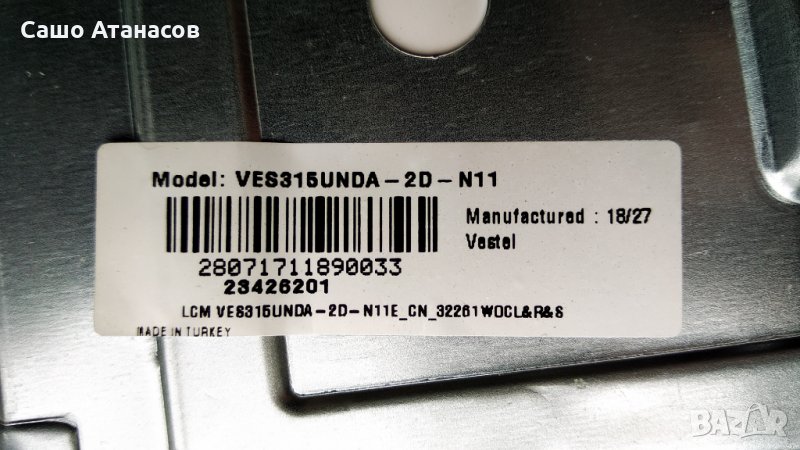 Сашо Атанасов
Model: VES315UNDA-2D-N11
Manufactured : 18/27
Vestel
28071711890033
23426201
LCM VES315UNDA-2D-N11E_CN_32261WOCL&R&S
MADE IN TURKEY
BAZAR